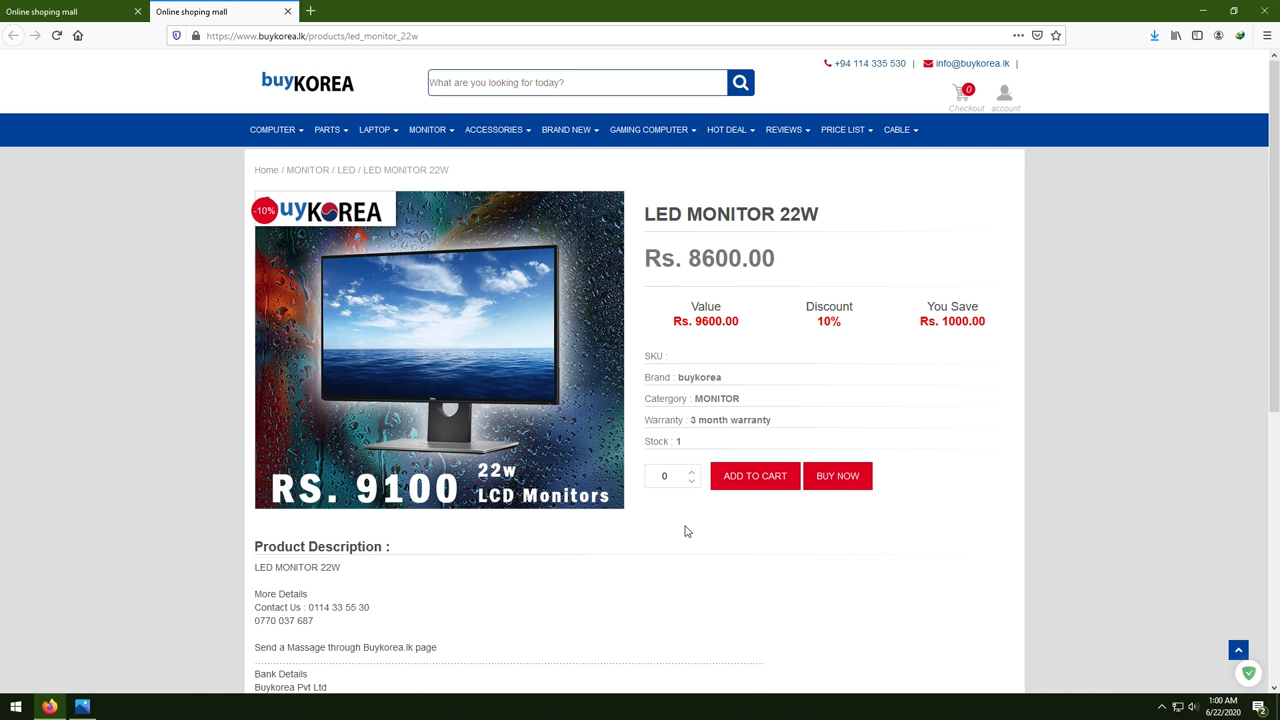 Online shoping mall
Online shoping mall
https://www.buykorea.lk/products/led_monitor_22w
buyKOREA
What are you looking for today?
+94 114 335 530 | info@buykorea.lk |
0
Checkout account
COMPUTER PARTS LAPTOP MONITOR ACCESSORIES BRAND NEW GAMING COMPUTER HOT DEAL REVIEWS PRICE LIST CABLE
Home / MONITOR / LED / LED MONITOR 22W
-10%
uyKOREA
DELL
22w
RS. 9100 LCD Monitors
LED MONITOR 22W
Rs. 8600.00
Value Discount You Save
Rs. 9600.00 10% Rs. 1000.00
SKU :
Brand : buykorea
Catergory : MONITOR
Warranty : 3 month warranty
Stock : 1
0 ADD TO CART BUY NOW
Product Description :
LED MONITOR 22W
More Details
Contact Us : 0114 33 55 30
0770 037 687
Send a Massage through Buykorea.lk page
Bank Details
Buykorea Pvt Ltd
1:00 AM
6/22/2020
2